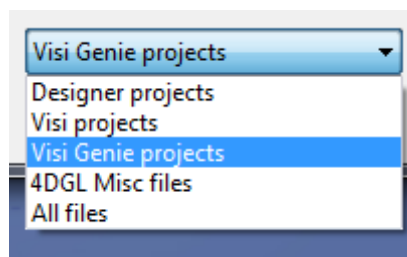 Visi Genie projects
Designer projects
Visi projects
Visi Genie projects
4DGL Misc files
All files